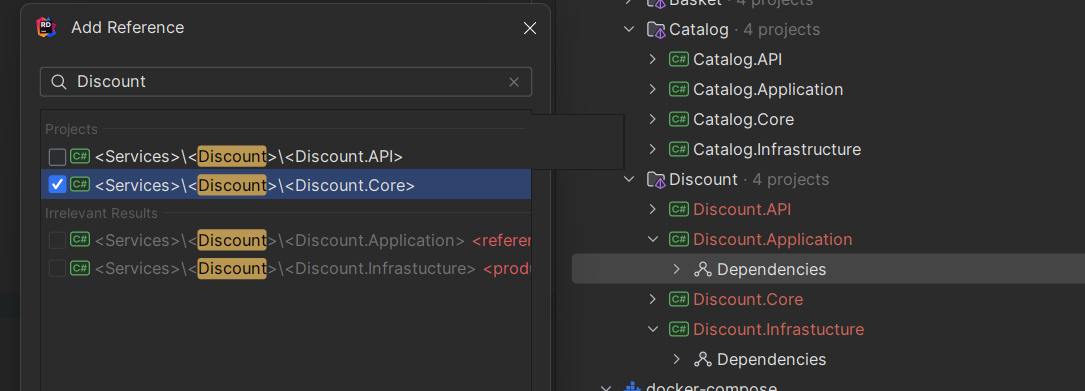 RD
Add Reference
Discount
Projects
C# <Services>\<Discount>\<Discount.API>
C# <Services>\<Discount>\<Discount.Core>
Irrelevant Results
C# <Services>\<Discount>\<Discount.Application> <referen
C# <Services>\<Discount>\<Discount.Infrastucture> <produ
Basket · 4 projects
Catalog · 4 projects
C# Catalog.API
C# Catalog.Application
C# Catalog.Core
C# Catalog.Infrastructure
Discount · 4 projects
C# Discount.API
C# Discount.Application
Dependencies
C# Discount.Core
C# Discount.Infrastucture
Dependencies
docker-compose